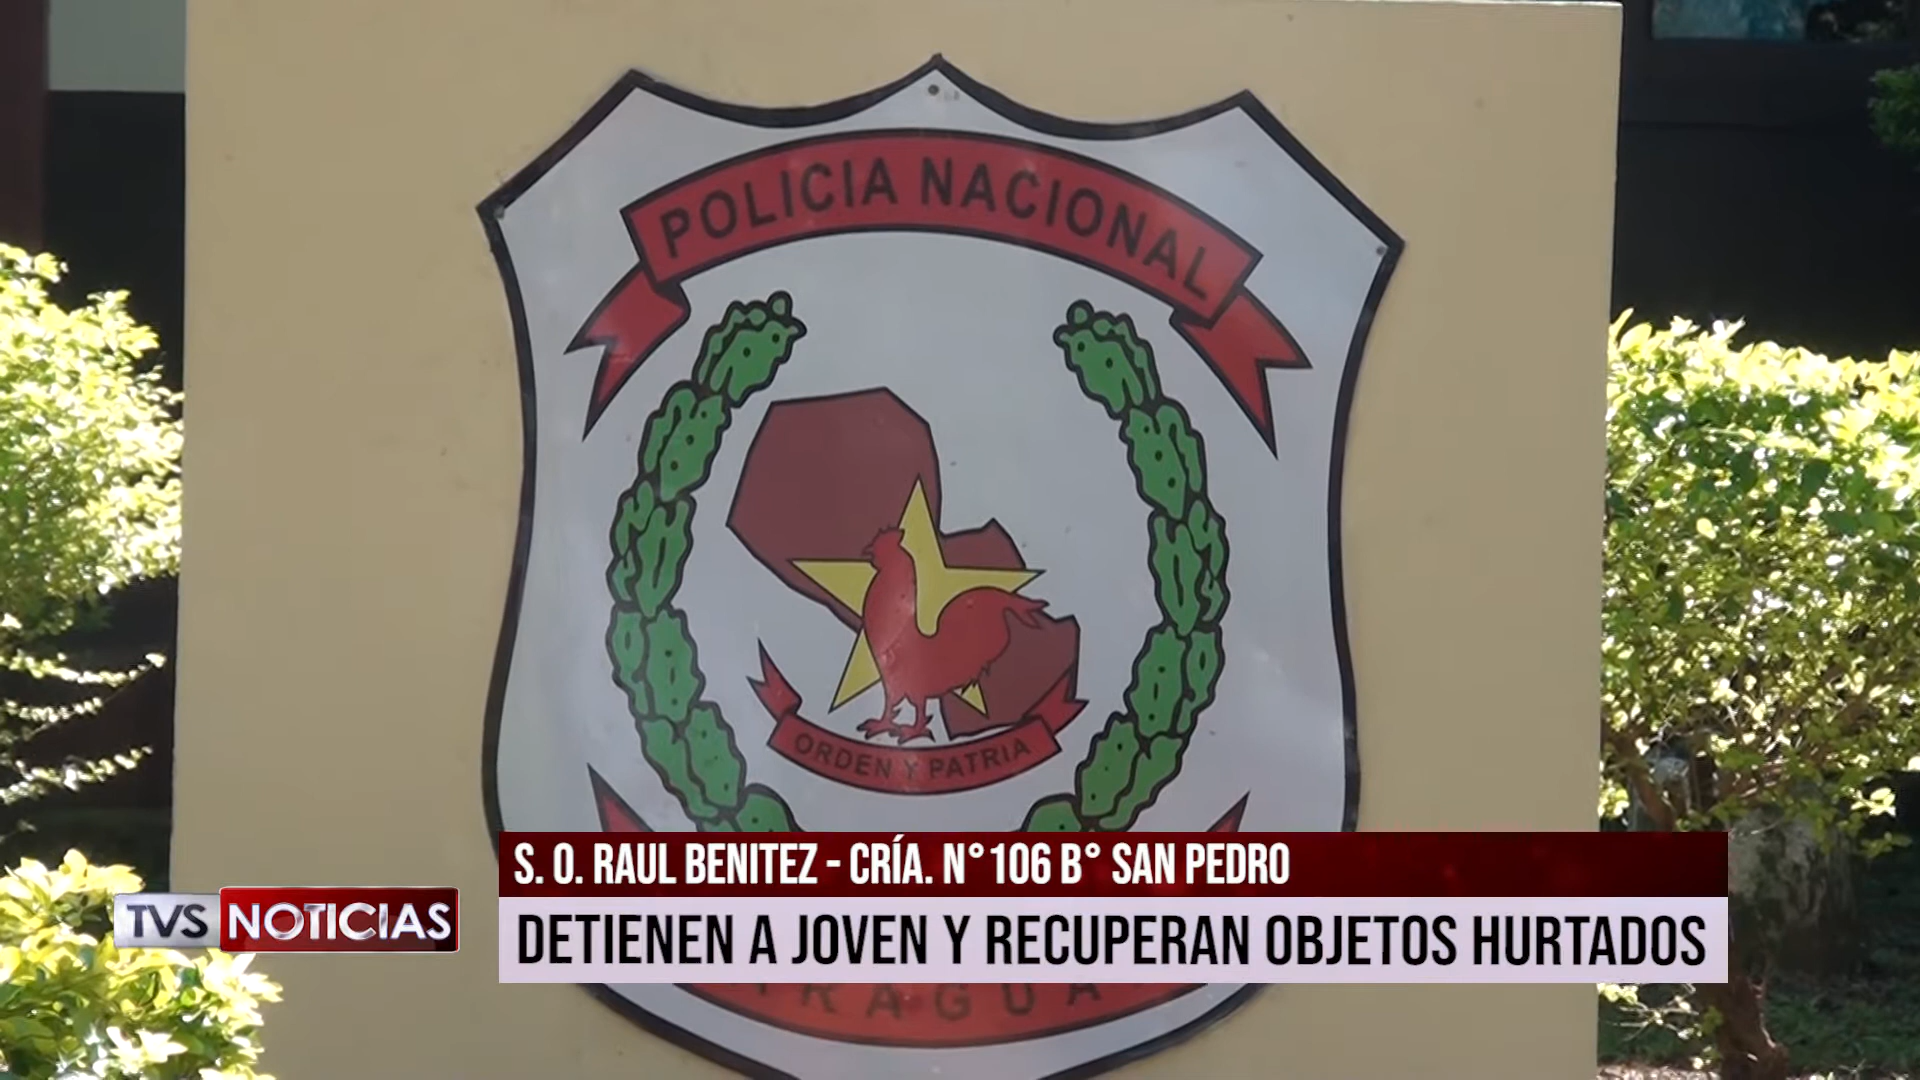 POLICIA NACIONAL
ORDEN Y PATRIA
S. O. RAUL BENITEZ - CRÍA. N°106 B° SAN PEDRO
TVS NOTICIAS
DETIENEN A JOVEN Y RECUPERAN OBJETOS HURTADOS